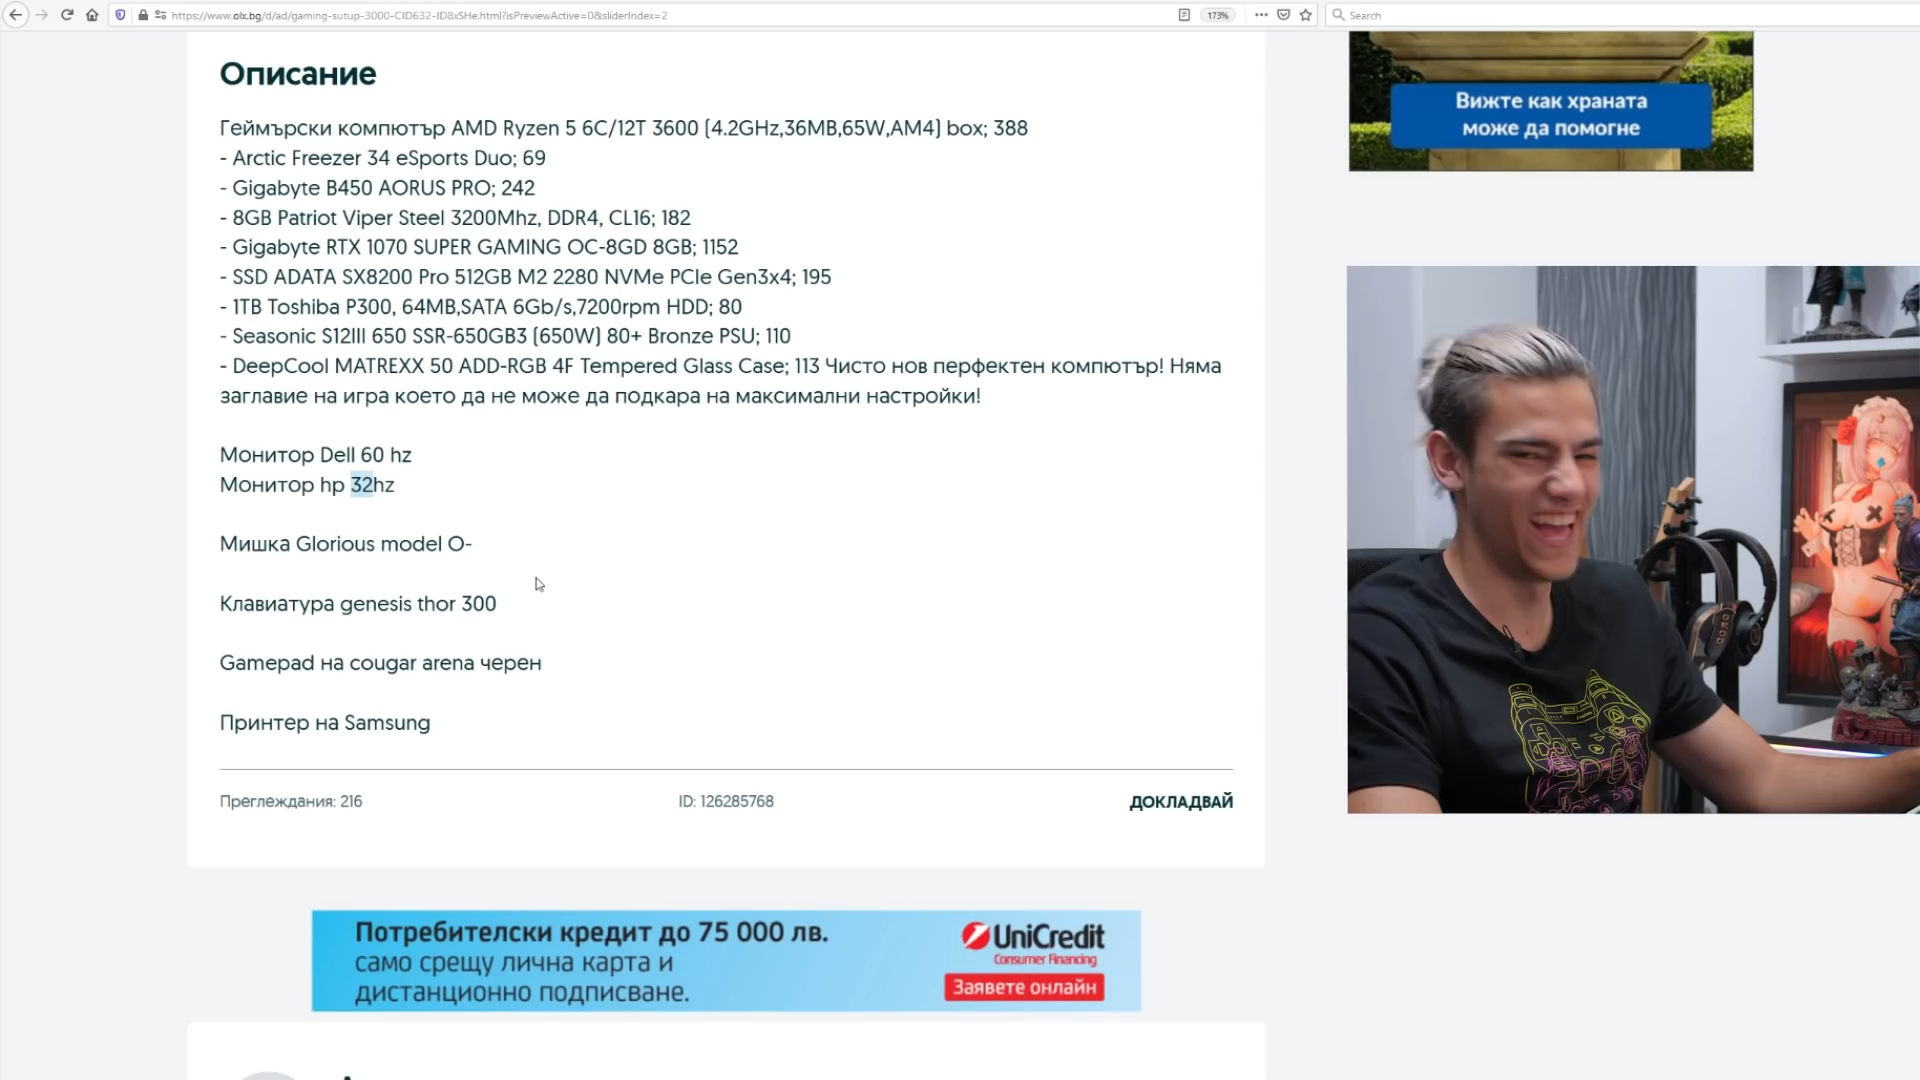 https://www.olx.bg/d/ad/gaming-sutup-3000-CID632-ID8xSHe.html?isPreviewActive=0&sliderIndex=2
173%
Search
Описание
Геймърски компютър AMD Ryzen 5 6C/12T 3600 (4.2GHz,36MB,65W,AM4) box; 388
- Arctic Freezer 34 eSports Duo; 69
- Gigabyte B450 AORUS PRO; 242
- 8GB Patriot Viper Steel 3200Mhz, DDR4, CL16; 182
- Gigabyte RTX 1070 SUPER GAMING OC-8GD 8GB; 1152
- SSD ADATA SX8200 Pro 512GB M2 2280 NVMe PCIe Gen3x4; 195
- 1TB Toshiba P300, 64MB,SATA 6Gb/s,7200rpm HDD; 80
- Seasonic S12III 650 SSR-650GB3 (650W) 80+ Bronze PSU; 110
- DeepCool MATREXX 50 ADD-RGB 4F Tempered Glass Case; 113 Чисто нов перфектен компютър! Няма
заглавие на игра което да не може да подкара на максимални настройки!
Монитор Dell 60 hz
Монитор hp 32hz
Мишка Glorious model O-
Клавиатура genesis thor 300
Gamepad на cougar arena черен
Принтер на Samsung
Преглеждания: 216
ID: 126285768
ДОКЛАДВАЙ
Вижте как храната
може да помогне
Потребителски кредит до 75 000 лв.
само срещу лична карта и
дистанционно подписване.
UniCredit
Consumer Financing
Заявете онлайн